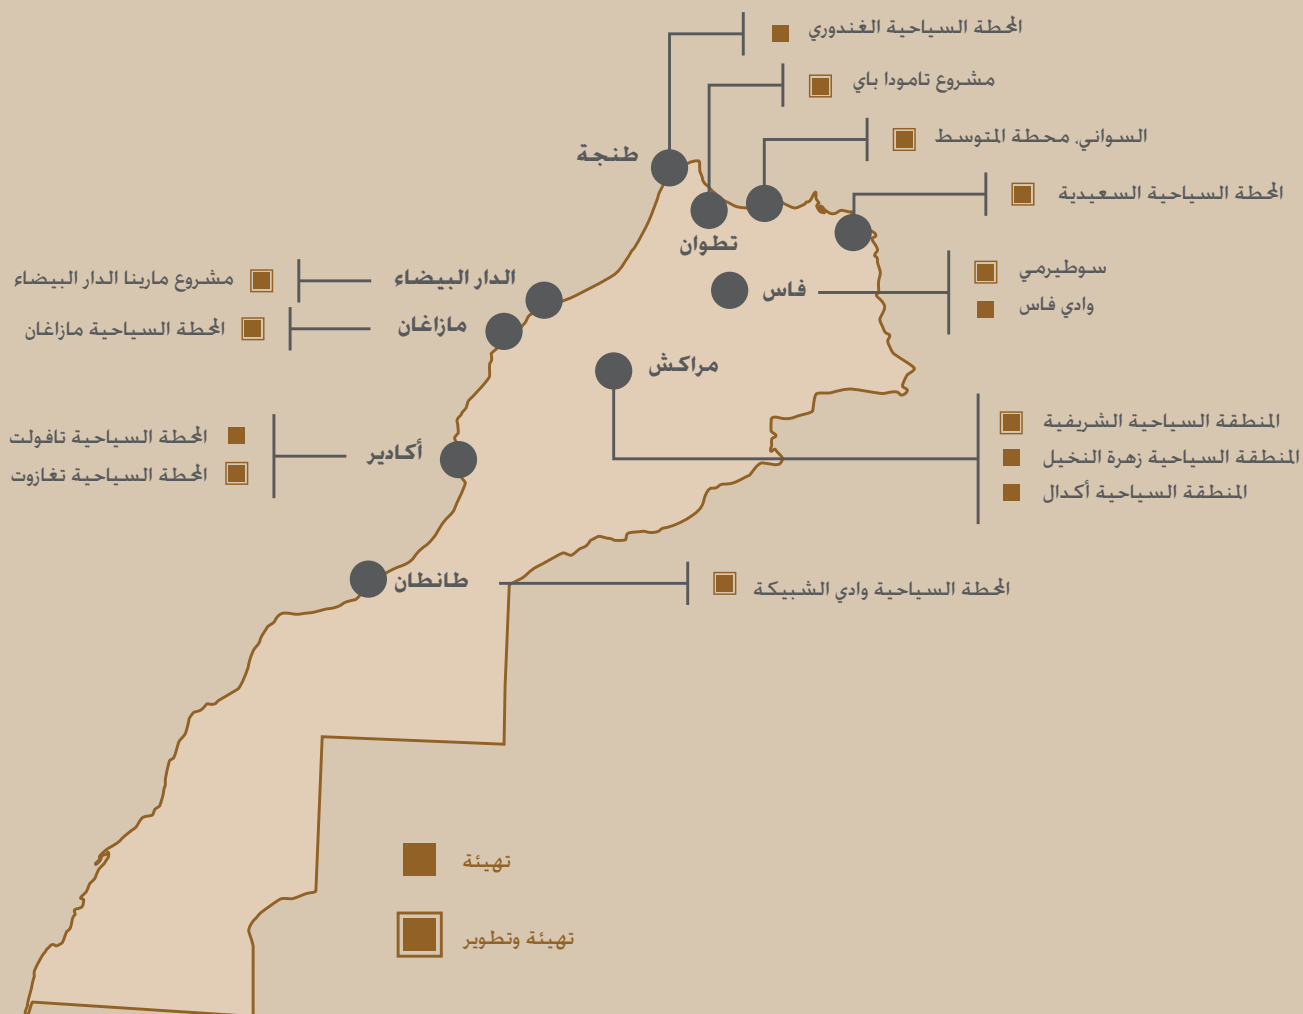 المحطة السياحية الغندوري
مشروع تامودا باي
السواني، محطة المتوسط
طنجة
المحطة السياحية السعيدية
تطوان
سوطيرمي
الدار البيضاء
مشروع مارينا الدار البيضاء
فاس
وادي فاس
مازاغان
المحطة السياحية مازاغان
مراكش
المنطقة السياحية الشريفية
المحطة السياحية تافولت
أكادير
المنطقة السياحية زهرة النخيل
المحطة السياحية تغازوت
المنطقة السياحية أكدال
طانطان
المحطة السياحية وادي الشبيكة
تهيئة
تهيئة وتطوير